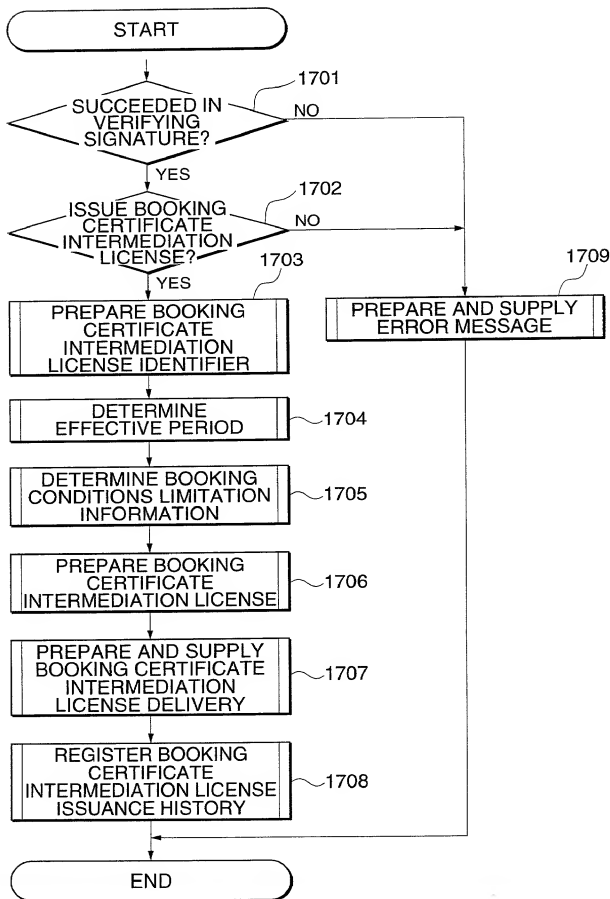 START
1701
SUCCEEDED IN
VERIFYING
SIGNATURE?
NO
YES
1702
ISSUE BOOKING
CERTIFICATE
INTERMEDIATION
LICENSE?
NO
YES
1703
PREPARE BOOKING
CERTIFICATE
INTERMEDIATION
LICENSE IDENTIFIER
1709
PREPARE AND SUPPLY
ERROR MESSAGE
DETERMINE
EFFECTIVE PERIOD
1704
DETERMINE BOOKING
CONDITIONS LIMITATION
INFORMATION
1705
PREPARE BOOKING
CERTIFICATE
INTERMEDIATION LICENSE
1706
PREPARE AND SUPPLY
BOOKING CERTIFICATE
INTERMEDIATION
LICENSE DELIVERY
1707
REGISTER BOOKING
CERTIFICATE
INTERMEDIATION LICENSE
ISSUANCE HISTORY
1708
END